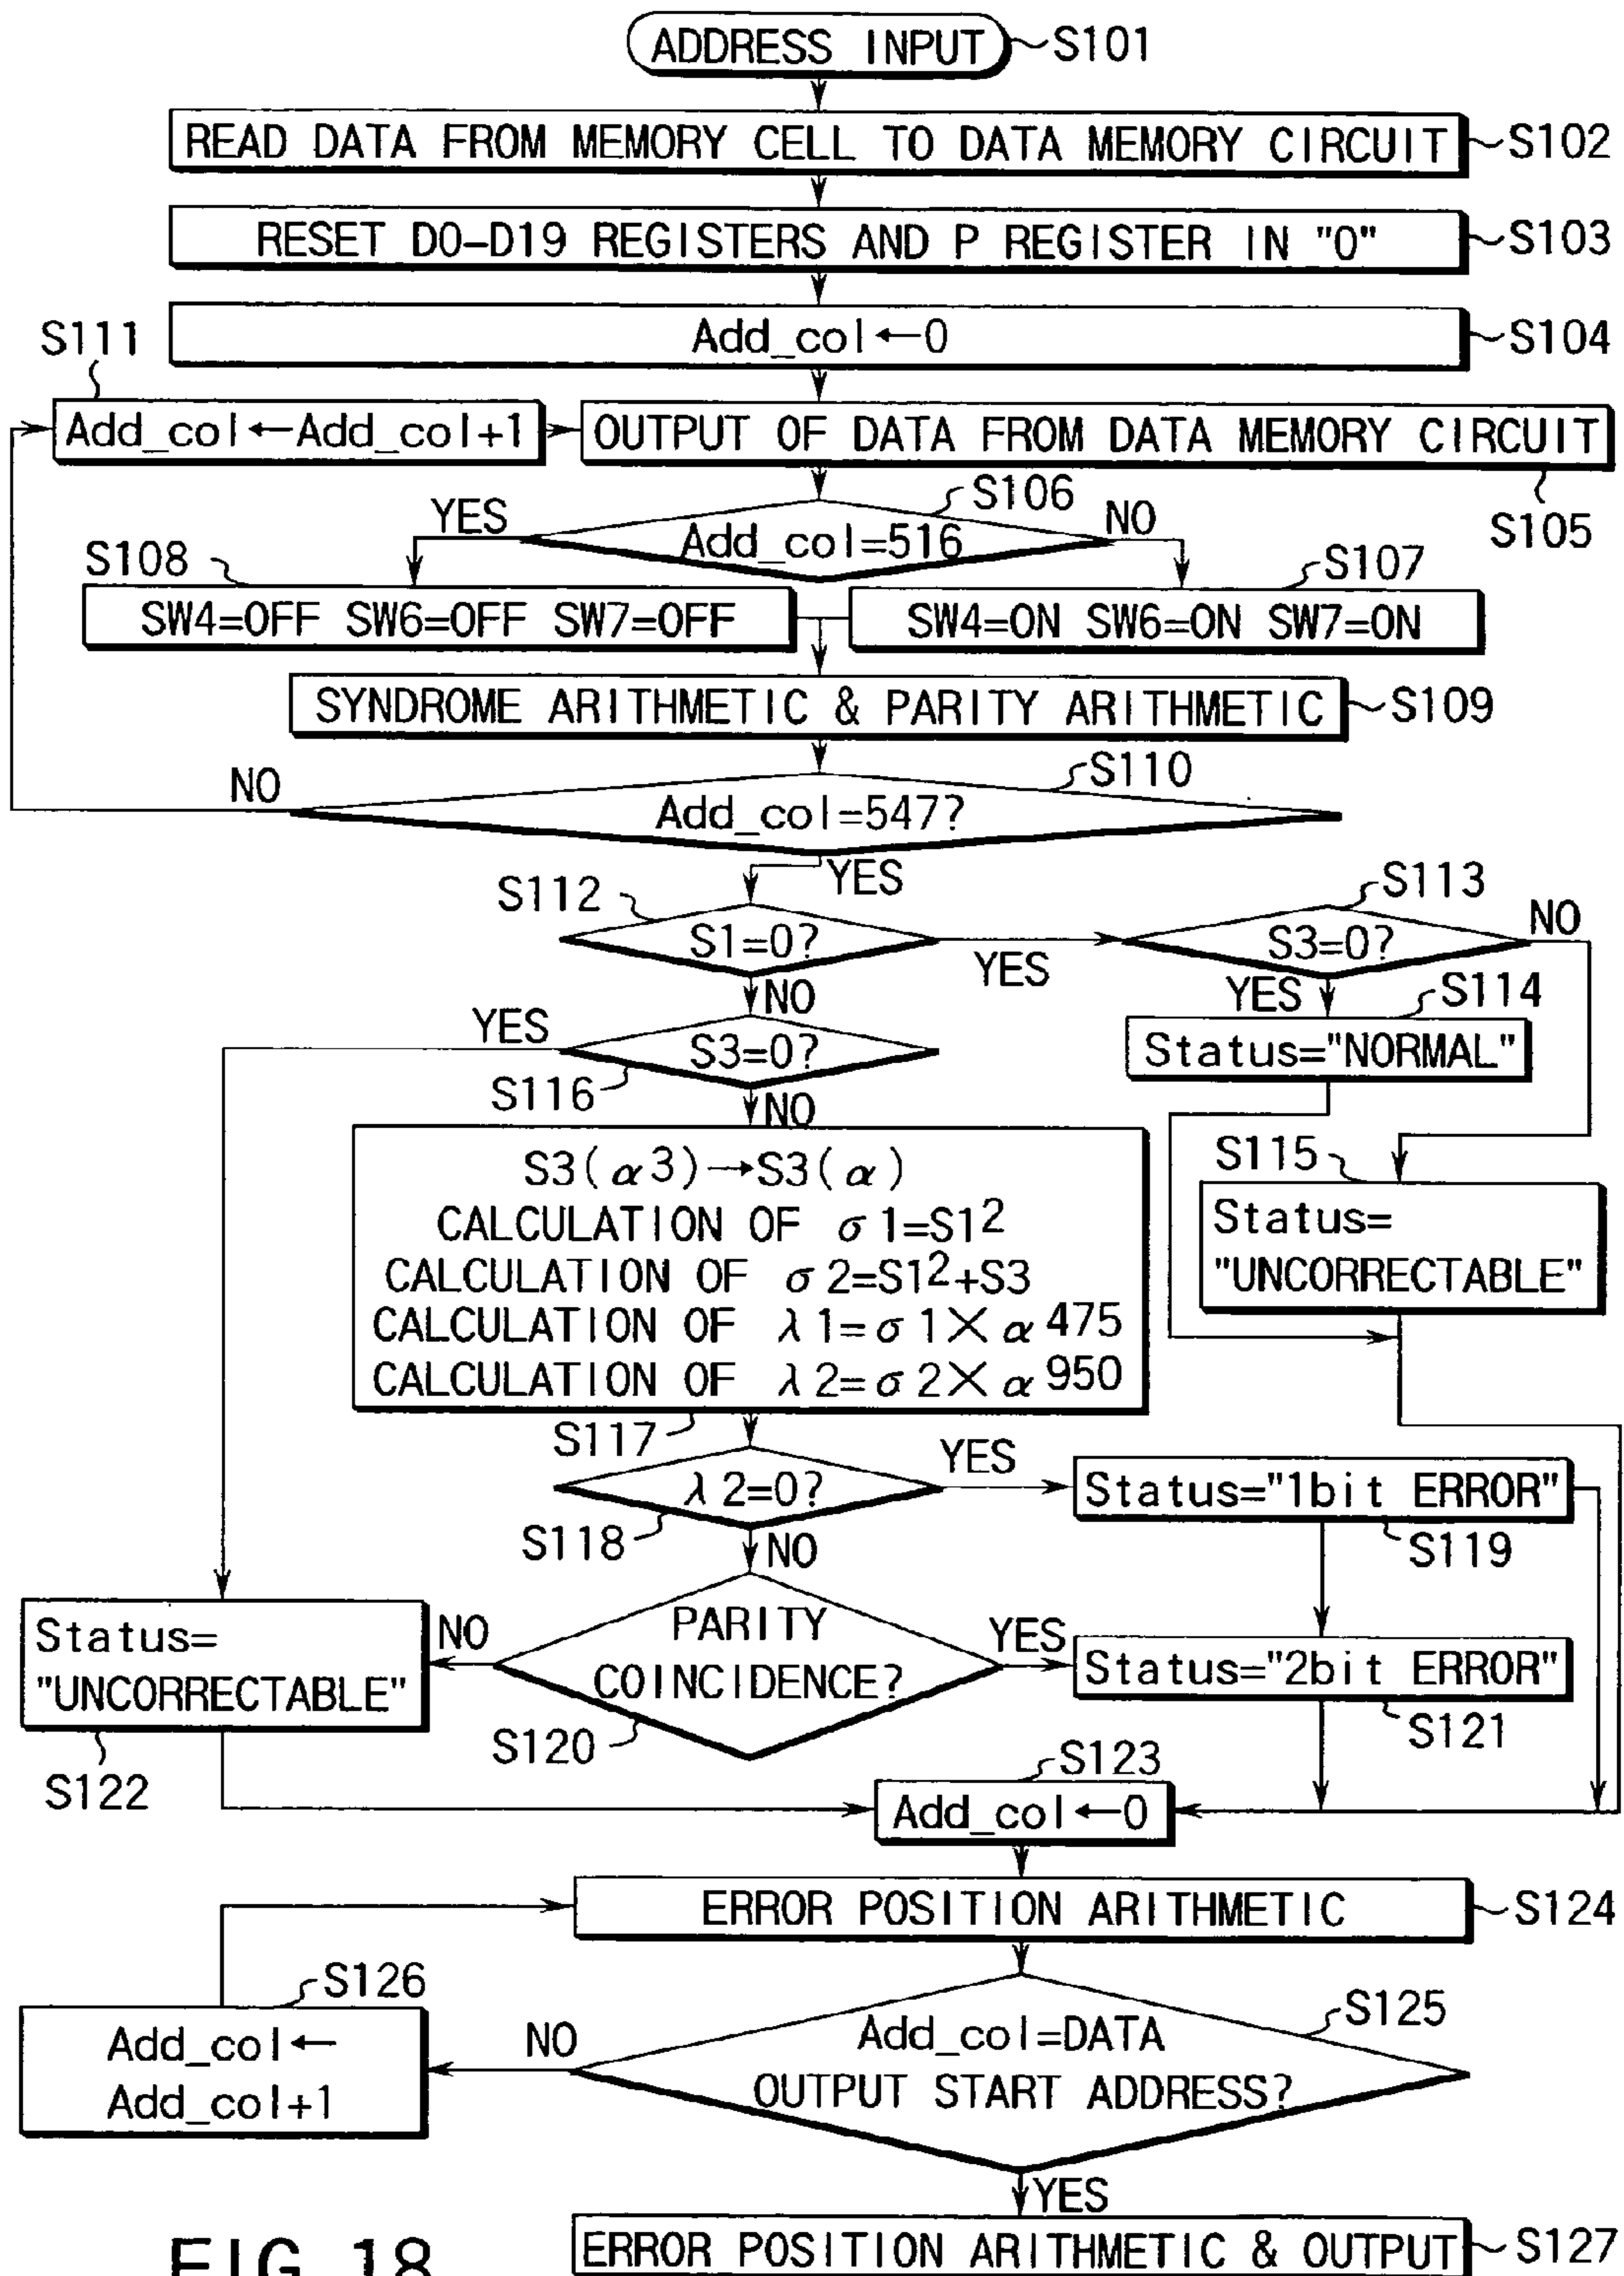 ADDRESS INPUT S101
READ DATA FROM MEMORY CELL TO DATA MEMORY CIRCUIT S102
RESET D0-D19 REGISTERS AND P REGISTER IN "0" S103
Add_col←0 S104
S111
Add_col←Add_col+1
OUTPUT OF DATA FROM DATA MEMORY CIRCUIT
S105
S106
YES
Add_col=516
NO
S108
SW4=OFF SW6=OFF SW7=OFF
S107
SW4=ON SW6=ON SW7=ON
SYNDROME ARITHMETIC & PARITY ARITHMETIC S109
S110
NO
Add_col=547?
YES
S112
S1=0?
YES
NO
S113
S3=0?
NO
YES
S114
Status="NORMAL"
YES
S3=0?
S116
NO
S115
Status=
"UNCORRECTABLE"
S3(α3)→S3(α)
CALCULATION OF σ1=S1²
CALCULATION OF σ2=S1²+S3
CALCULATION OF λ1=σ1×α475
CALCULATION OF λ2=σ2×α950
S117
λ2=0?
YES
S118
NO
Status="1bit ERROR"
S119
PARITY
COINCIDENCE?
NO
YES
S120
Status=
"UNCORRECTABLE"
S122
Status="2bit ERROR"
S121
S123
Add_col←0
ERROR POSITION ARITHMETIC S124
S126
Add_col←
Add_col+1
NO
S125
Add_col=DATA
OUTPUT START ADDRESS?
YES
ERROR POSITION ARITHMETIC & OUTPUT S127
FIG.18